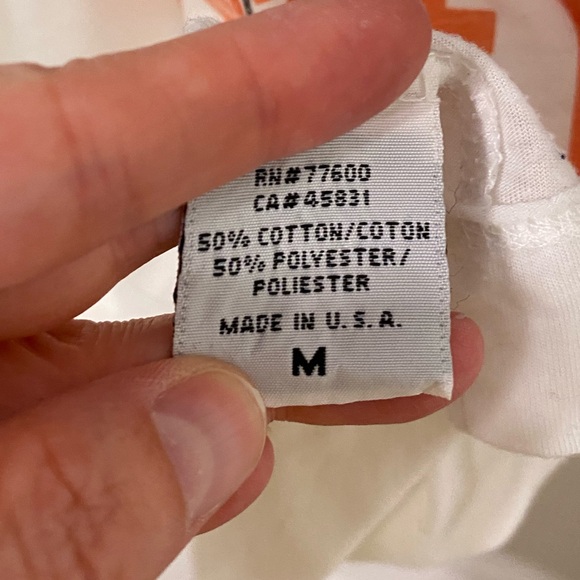 RN#77600
CA#45831
50% COTTON/COTON
50% POLYESTER/
POLIESTER
MADE IN U.S.A.
M